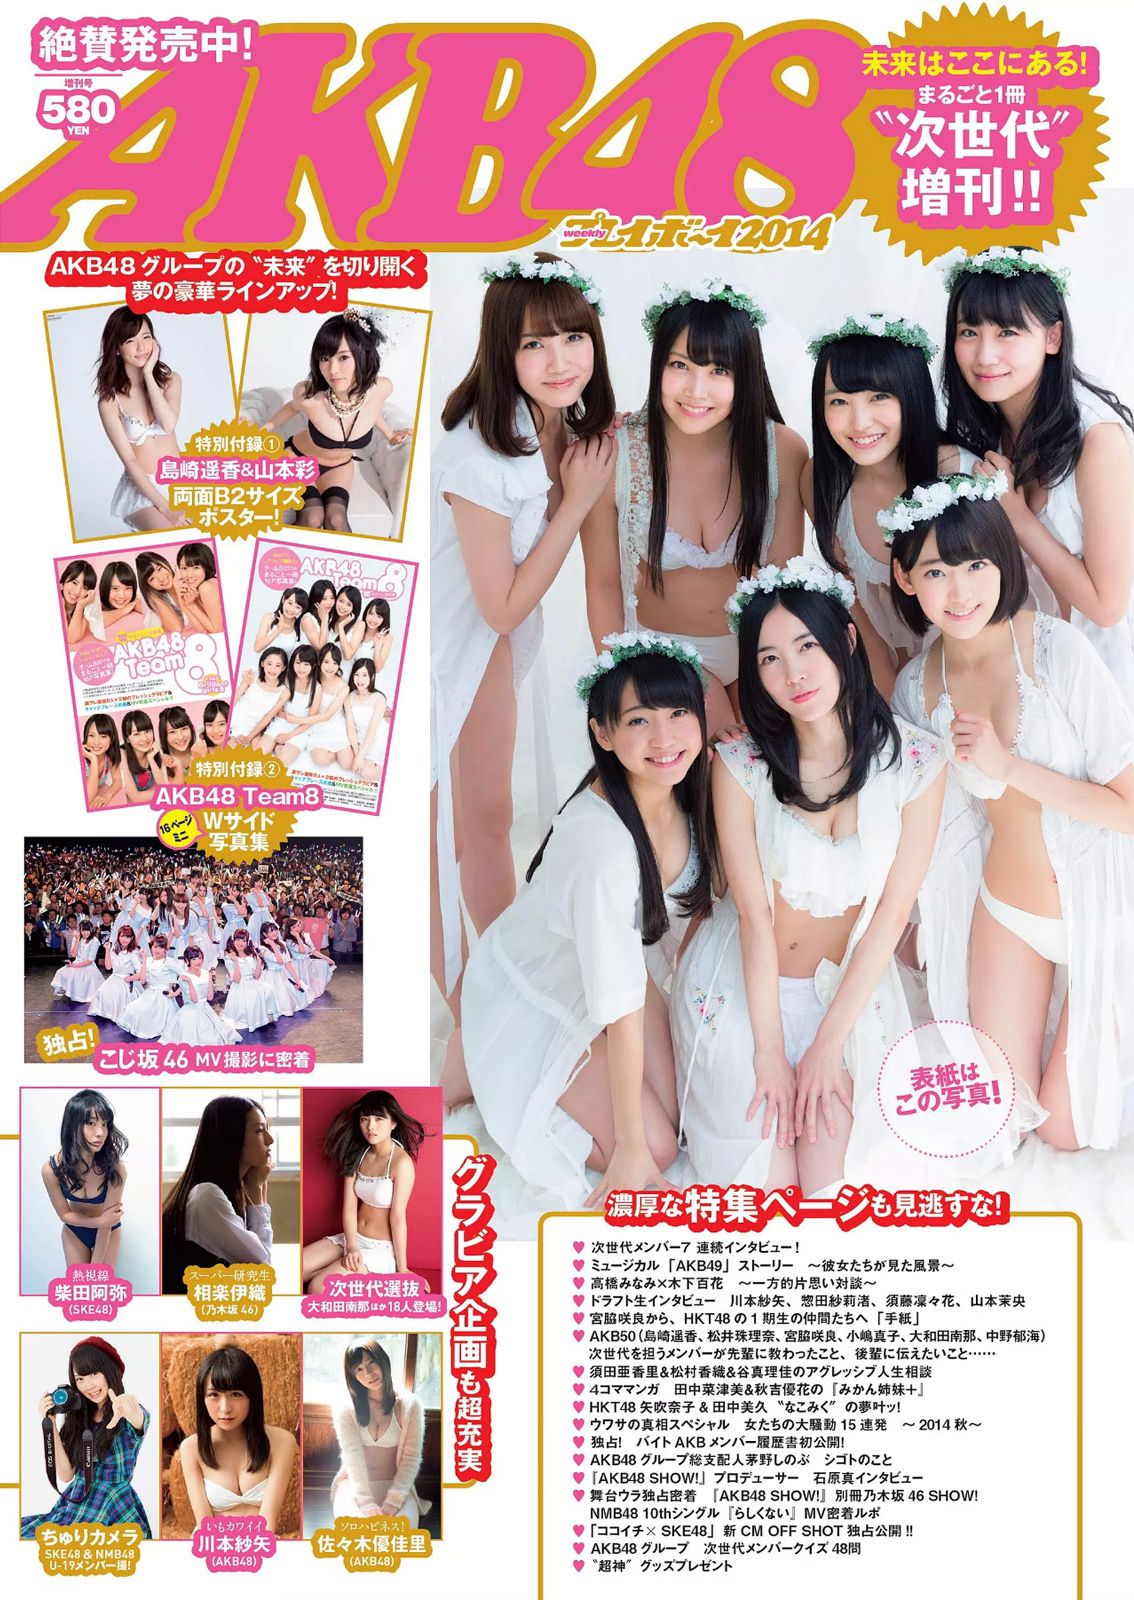 絶賛発売中!
増刊号
580
YEN
AKB48
weekly
プレイボーイ2014
未来はここにある!
まるごと1冊
〝次世代〟
増刊!!
AKB48グループの〝未来〟を切り開く
夢の豪華ラインアップ!
特別付録①
島崎遥香&山本彩
両面B2サイズ
ポスター!
AKB48
Team 8
AKB48
Team 8
特別付録②
AKB48 Team8
16ページ
ミニ
Wサイド
写真集
独占!
こじ坂46 MV撮影に密着
表紙は
この写真!
グラビア企画も超充実
熱視線
柴田阿弥
(SKE48)
スーパー研究生
相楽伊織
(乃木坂46)
次世代選抜
大和田南那ほか18人登場!
ちゅりカメラ
SKE48 & NMB48
U-19メンバー撮!
いもカワイイ
川本紗矢
(AKB48)
ソロハピネス!
佐々木優佳里
(AKB48)
Canon
濃厚な特集ページも見逃すな!
♥ 次世代メンバー7 連続インタビュー!
♥ ミュージカル「AKB49」ストーリー ~彼女たちが見た風景~
♥ 高橋みなみ×木下百花 ~一方的片思い対談~
♥ ドラフト生インタビュー 川本紗矢、惣田紗莉渚、須藤凜々花、山本茉央
♥ 宮脇咲良から、HKT48の1期生の仲間たちへ「手紙」
♥ AKB50(島崎遥香、松井珠理奈、宮脇咲良、小嶋真子、大和田南那、中野郁海)
次世代を担うメンバーが先輩に教わったこと、後輩に伝えたいこと……
♥ 須田亜香里&松村香織&谷真理佳のアグレッシブ人生相談
♥ 4コママンガ 田中菜津美&秋吉優花の『みかん姉妹+』
♥ HKT48 矢吹奈子 & 田中美久 〝なこみく〟の夢叶ッ!
♥ ウワサの真相スペシャル 女たちの大騒動15連発 ~2014秋~
♥ 独占! バイトAKBメンバー履歴書初公開!
♥ AKB48グループ総支配人茅野しのぶ シゴトのこと
♥ 『AKB48 SHOW!』プロデューサー 石原真インタビュー
♥ 舞台ウラ独占密着 『AKB48 SHOW!』別冊乃木坂46 SHOW!
NMB48 10thシングル『らしくない』MV密着ルポ
♥ 「ココイチ×SKE48」新CM OFF SHOT 独占公開!!
♥ AKB48グループ 次世代メンバークイズ48問
♥ 〝超神〟グッズプレゼント